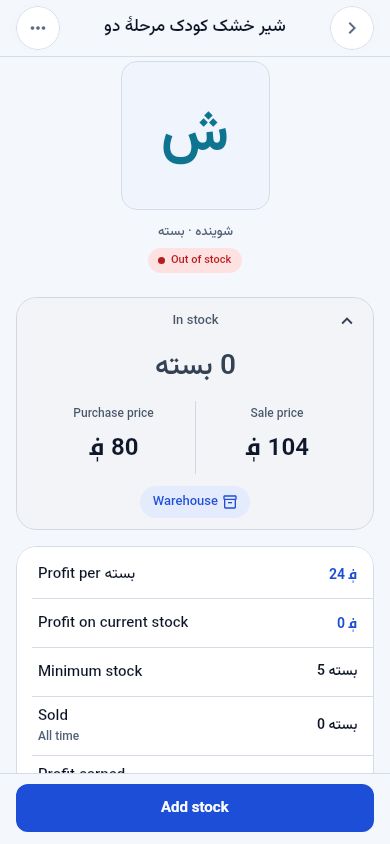 شیر خشک کودک مرحلهٔ دو
ش
شوینده · بسته
Out of stock
In stock
0 بسته
Purchase price
80 ؋
Sale price
104 ؋
Warehouse
Profit per بسته
24 ؋
Profit on current stock
0 ؋
Minimum stock
5 بسته
Sold
0 بسته
All time
Profit earned
Add stock